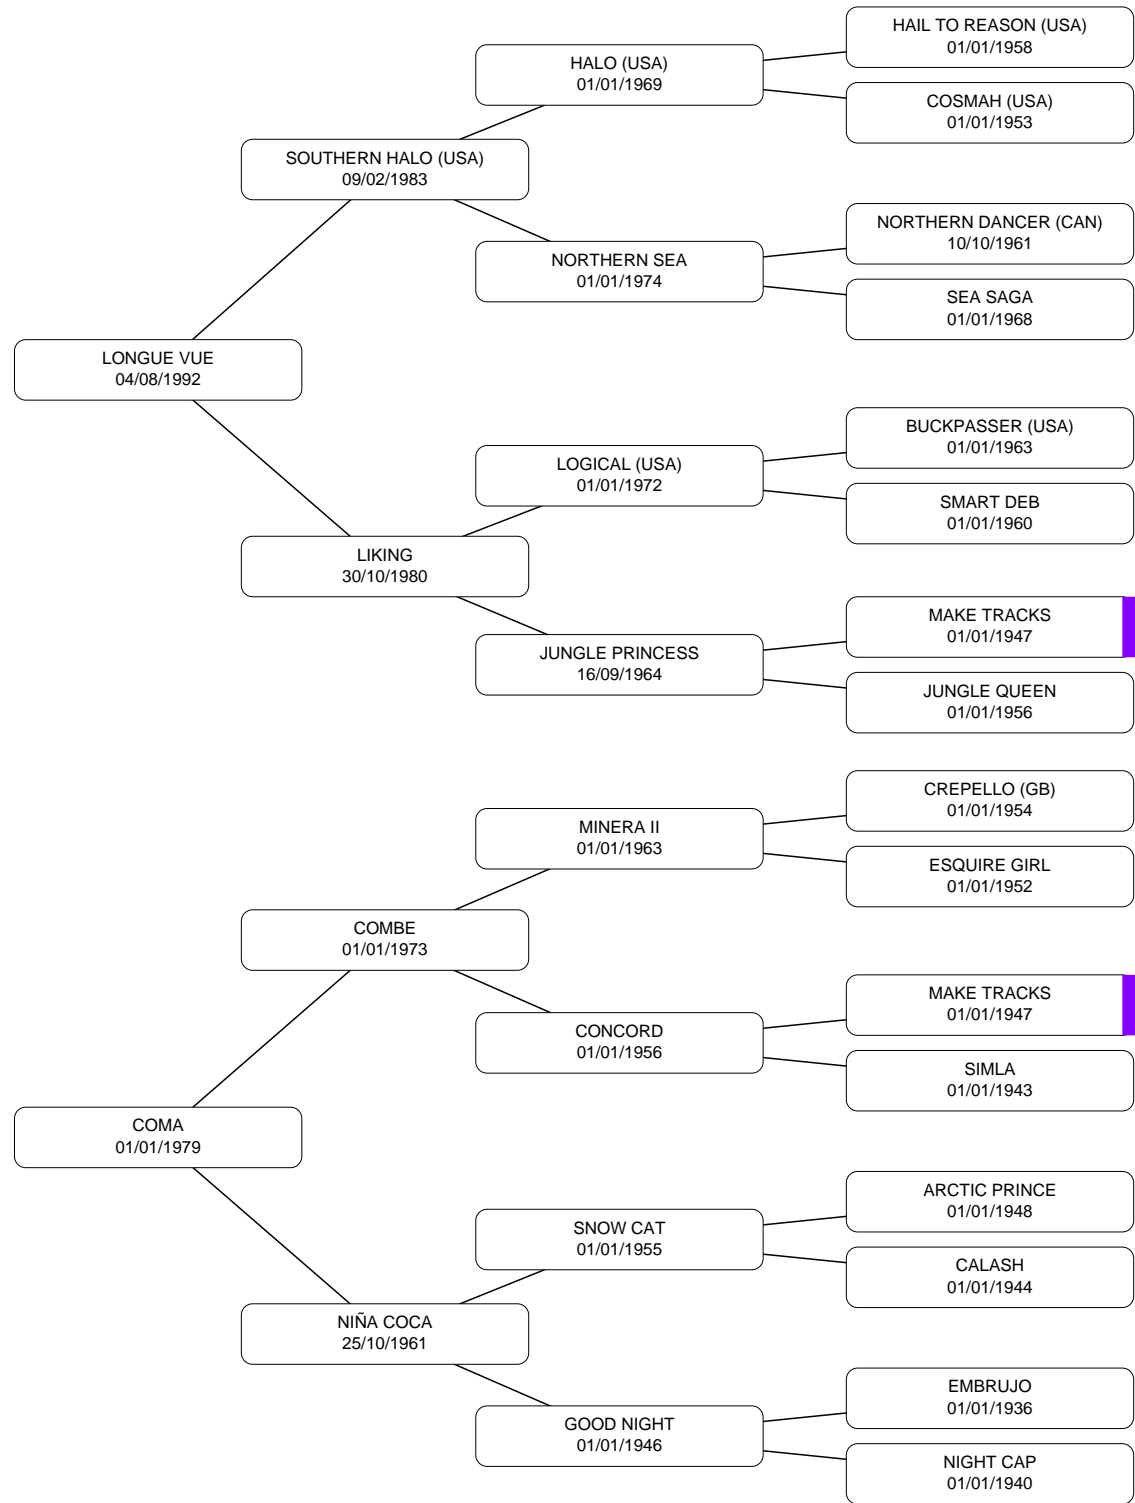 HAIL TO REASON (USA)
01/01/1958
HALO (USA)
01/01/1969
COSMAH (USA)
01/01/1953
SOUTHERN HALO (USA)
09/02/1983
NORTHERN DANCER (CAN)
10/10/1961
NORTHERN SEA
01/01/1974
SEA SAGA
01/01/1968
LONGUE VUE
04/08/1992
BUCKPASSER (USA)
01/01/1963
LOGICAL (USA)
01/01/1972
SMART DEB
01/01/1960
LIKING
30/10/1980
MAKE TRACKS
01/01/1947
JUNGLE PRINCESS
16/09/1964
JUNGLE QUEEN
01/01/1956
CREPELLO (GB)
01/01/1954
MINERA II
01/01/1963
ESQUIRE GIRL
01/01/1952
COMBE
01/01/1973
MAKE TRACKS
01/01/1947
CONCORD
01/01/1956
SIMLA
01/01/1943
COMA
01/01/1979
ARCTIC PRINCE
01/01/1948
SNOW CAT
01/01/1955
CALASH
01/01/1944
NIÑA COCA
25/10/1961
EMBRUJO
01/01/1936
GOOD NIGHT
01/01/1946
NIGHT CAP
01/01/1940